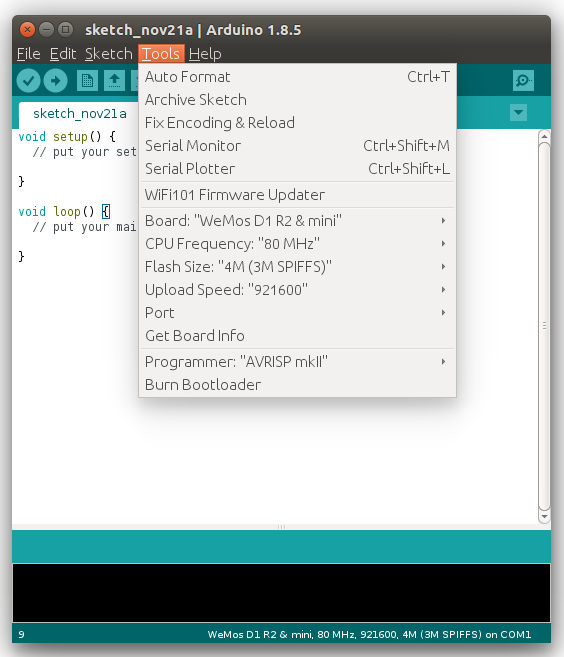 sketch_nov21a | Arduino 1.8.5
File Edit Sketch Tools Help
sketch_nov21a
void setup() {
// put your set
}
void loop() {
// put your mai
}
Auto Format Ctrl+T
Archive Sketch
Fix Encoding & Reload
Serial Monitor Ctrl+Shift+M
Serial Plotter Ctrl+Shift+L
WiFi101 Firmware Updater
Board: "WeMos D1 R2 & mini"
CPU Frequency: "80 MHz"
Flash Size: "4M (3M SPIFFS)"
Upload Speed: "921600"
Port
Get Board Info
Programmer: "AVRISP mkII"
Burn Bootloader
9 WeMos D1 R2 & mini, 80 MHz, 921600, 4M (3M SPIFFS) on COM1